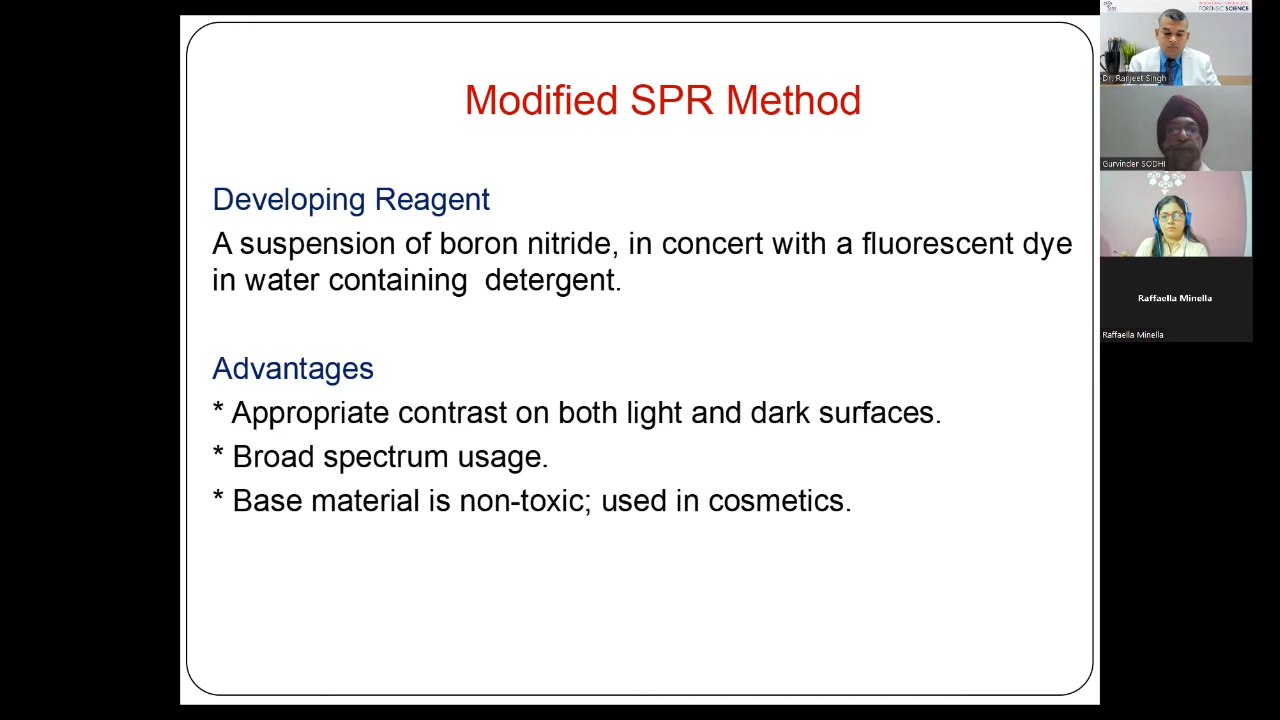 Modified SPR Method
Developing Reagent
A suspension of boron nitride, in concert with a fluorescent dye
in water containing detergent.
Advantages
* Appropriate contrast on both light and dark surfaces.
* Broad spectrum usage.
* Base material is non-toxic; used in cosmetics.
FORENSIC SCIENCE
Dr. Ranjeet Singh
Gurvinder SODHI
Raffaella Minella
Raffaella Minella